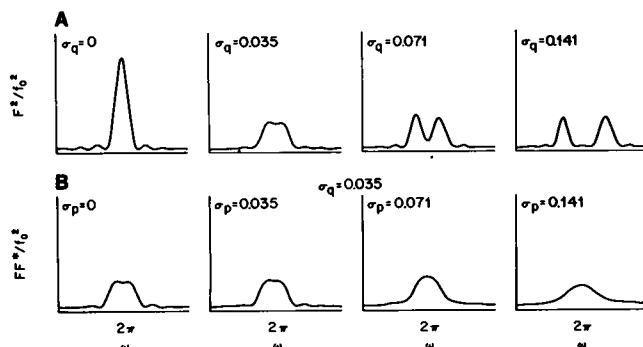 A
σq=0
σq=0.035
σq=0.071
σq=0.141
F²/f₀²
B
σq=0.035
σp=0
σp=0.035
σp=0.071
σp=0.141
FF*/f₀²
2π
2π
2π
2π
ω
ω
ω
ω